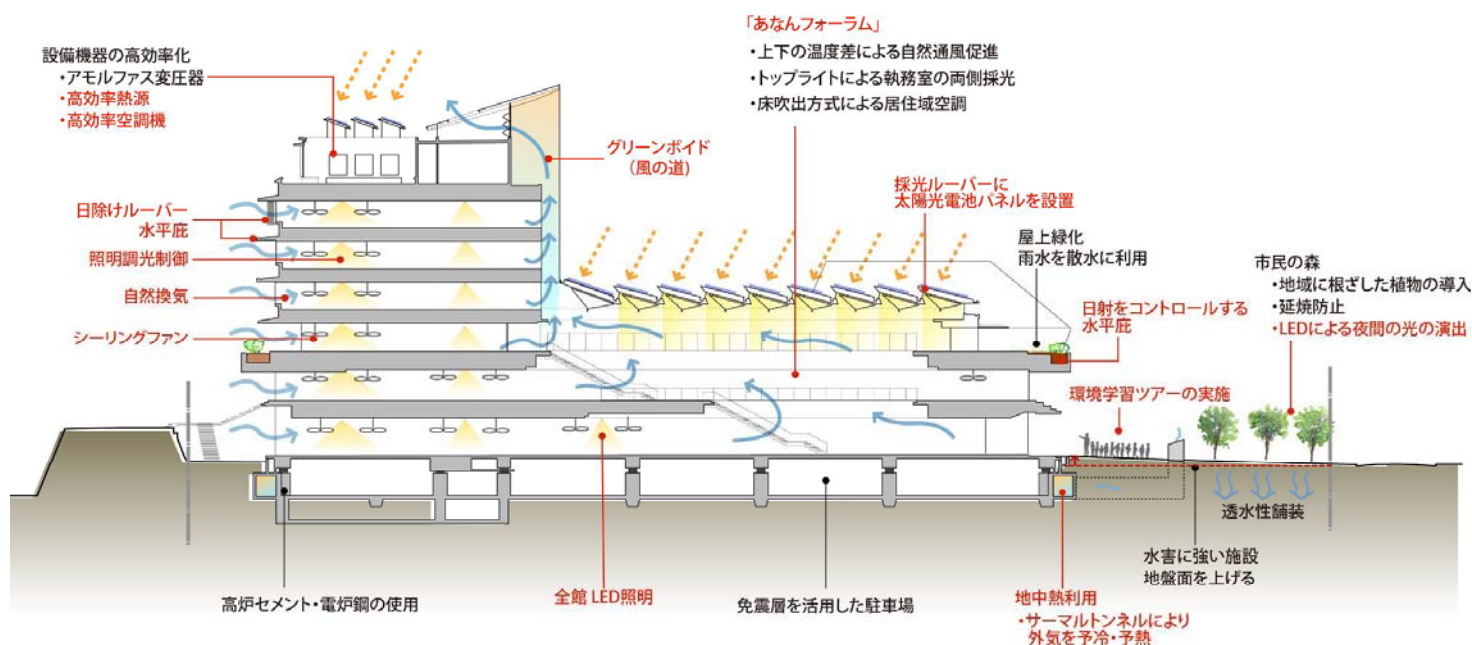 設備機器の高効率化
・アモルファス変圧器
・高効率熱源
・高効率空調機
「あなんフォーラム」
・上下の温度差による自然通風促進
・トップライトによる執務室の両側採光
・床吹出方式による居住域空調
グリーンボイド
(風の道)
採光ルーバーに
太陽光電池パネルを設置
日除けルーバー
水平庇
照明調光制御
自然換気
シーリングファン
屋上緑化
雨水を散水に利用
日射をコントロールする
水平庇
市民の森
・地域に根ざした植物の導入
・延焼防止
・LEDによる夜間の光の演出
環境学習ツアーの実施
透水性舗装
水害に強い施設
地盤面を上げる
高炉セメント・電炉鋼の使用
全館 LED照明
免震層を活用した駐車場
地中熱利用
・サーマルトンネルにより
外気を予冷・予熱